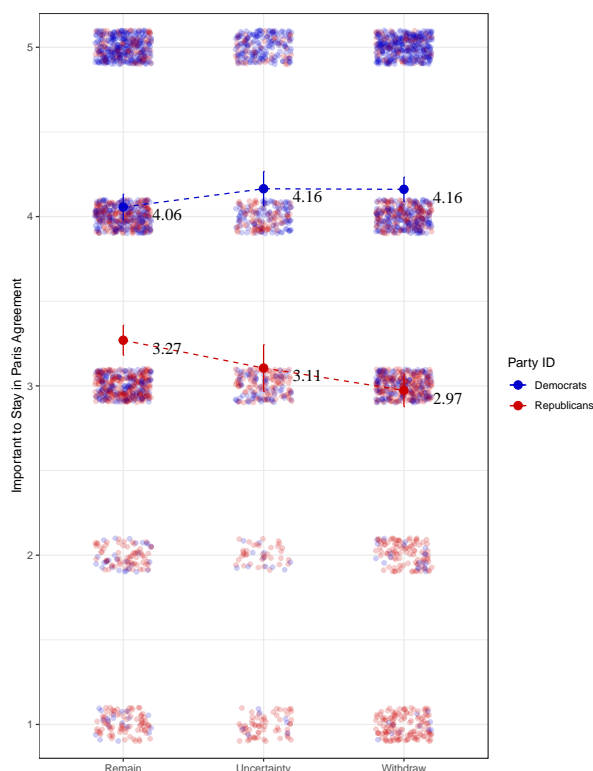 5
4.06
4.16
4.16
4
Important to Stay in Paris Agreement
3.27
3.11
2.97
3
Party ID
Democrats
Republicans
2
1
Remain
Uncertainty
Withdraw